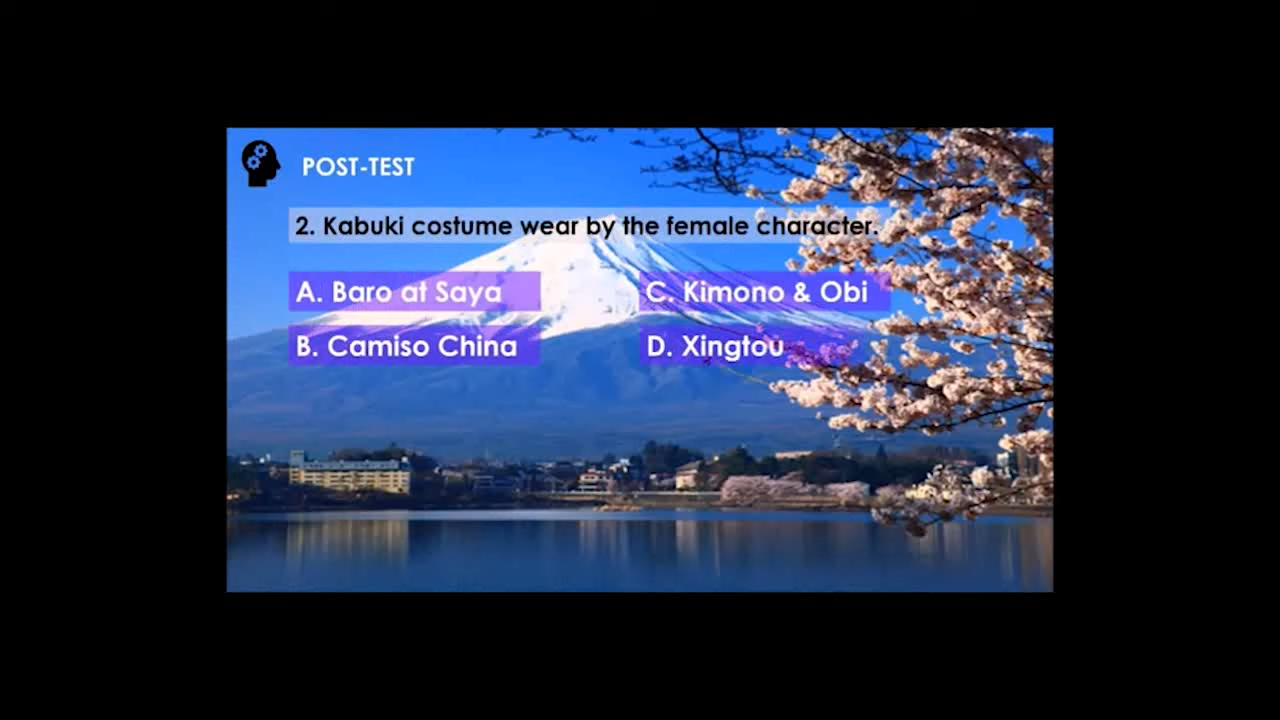 POST-TEST
2. Kabuki costume wear by the female character.
A. Baro at Saya
C. Kimono & Obi
B. Camiso China
D. Xingtou